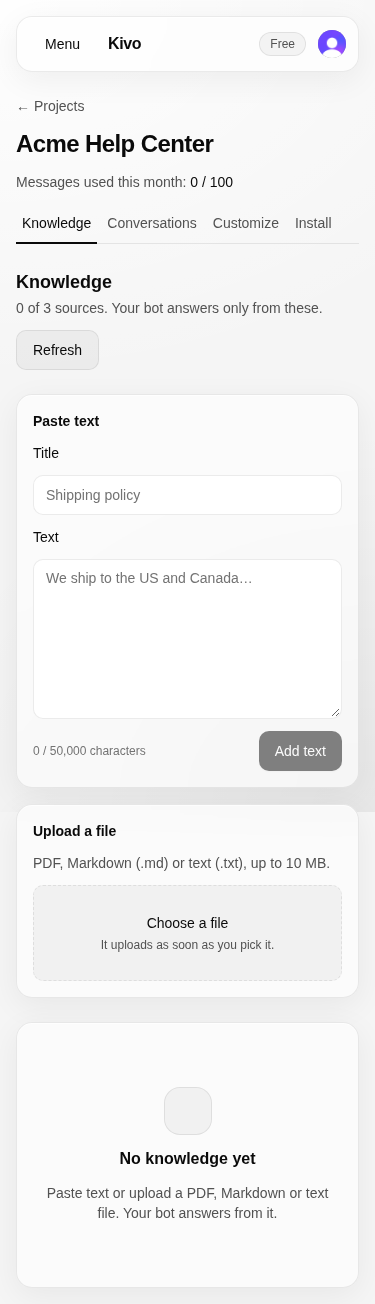 Menu
Kivo
Free
← Projects
Acme Help Center
Messages used this month: 0 / 100
Knowledge
Conversations
Customize
Install
Knowledge
0 of 3 sources. Your bot answers only from these.
Refresh
Paste text
Title
Shipping policy
Text
We ship to the US and Canada…
0 / 50,000 characters
Add text
Upload a file
PDF, Markdown (.md) or text (.txt), up to 10 MB.
Choose a file
It uploads as soon as you pick it.
No knowledge yet
Paste text or upload a PDF, Markdown or text
file. Your bot answers from it.